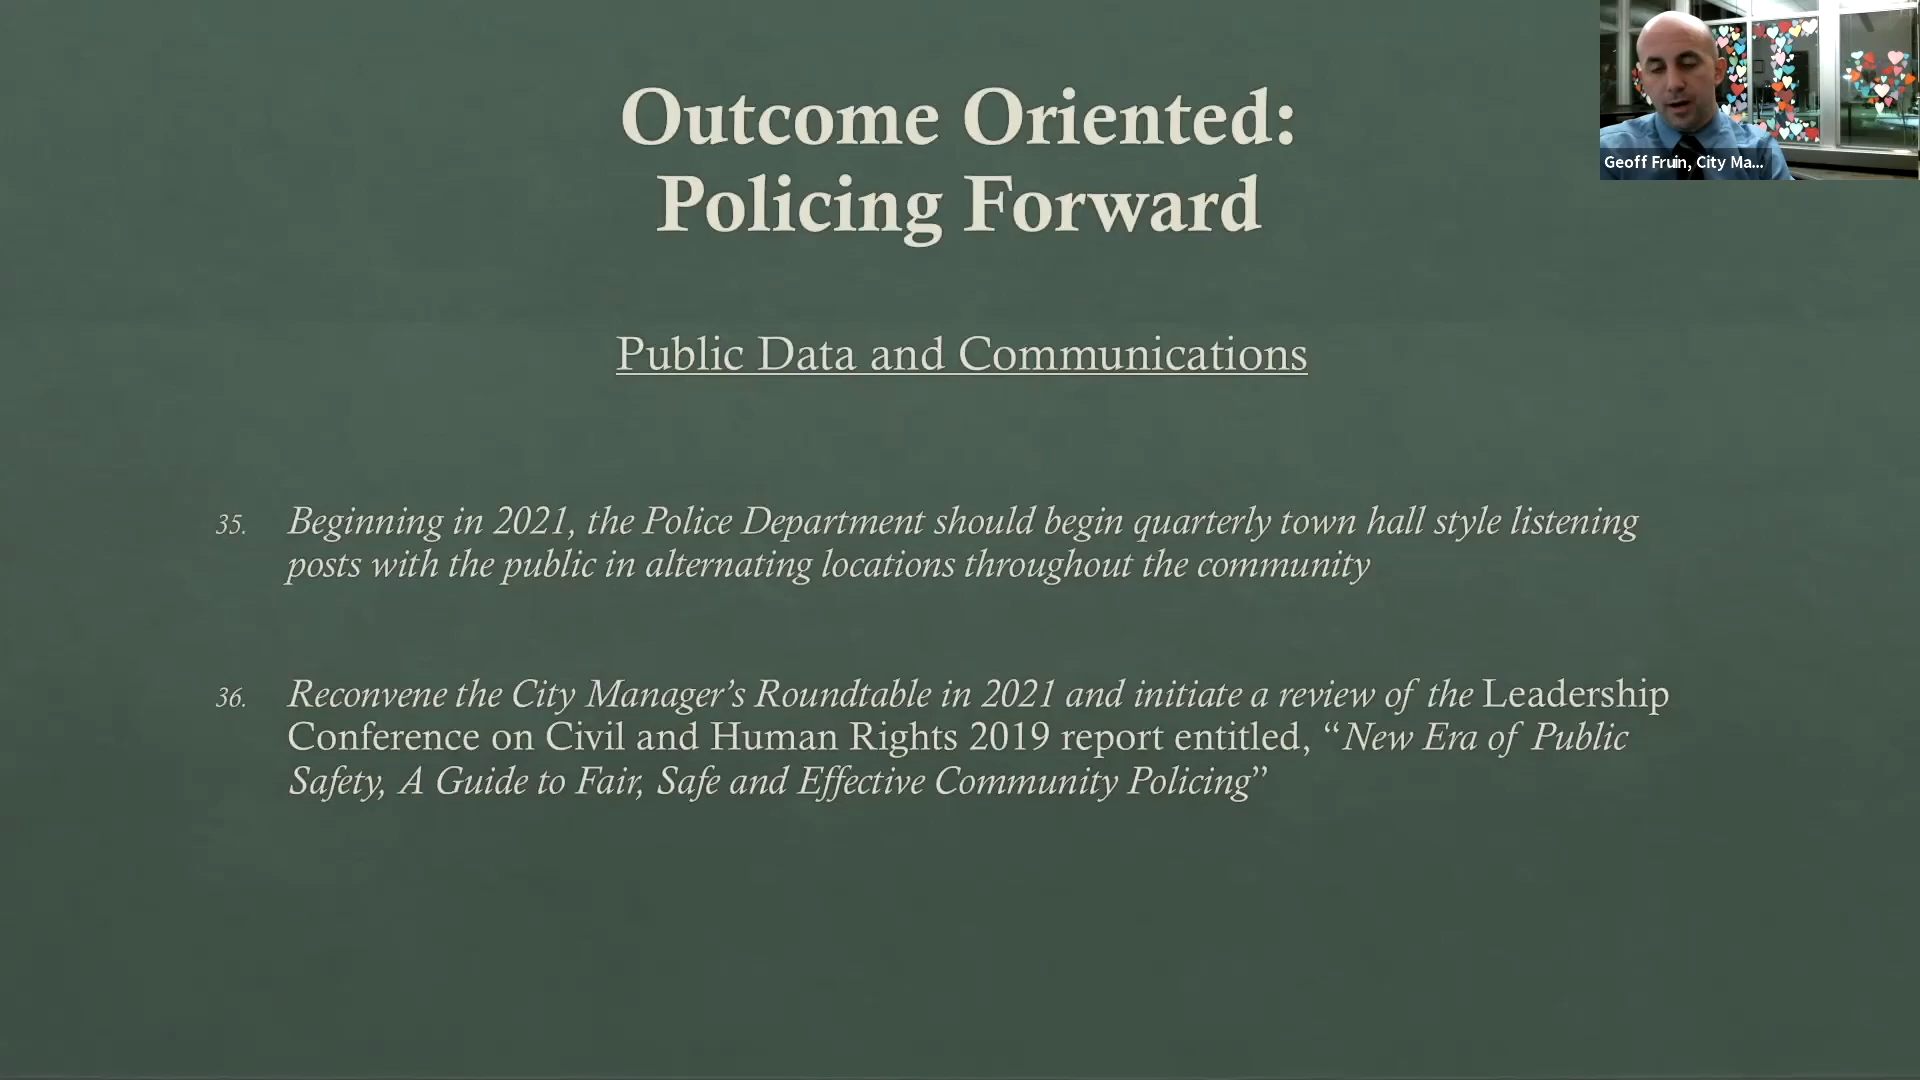 Outcome Oriented:
Policing Forward
Geoff Fruin, City Ma...
Public Data and Communications
35. Beginning in 2021, the Police Department should begin quarterly town hall style listening
posts with the public in alternating locations throughout the community
36. Reconvene the City Manager’s Roundtable in 2021 and initiate a review of the Leadership
Conference on Civil and Human Rights 2019 report entitled, “New Era of Public
Safety, A Guide to Fair, Safe and Effective Community Policing”